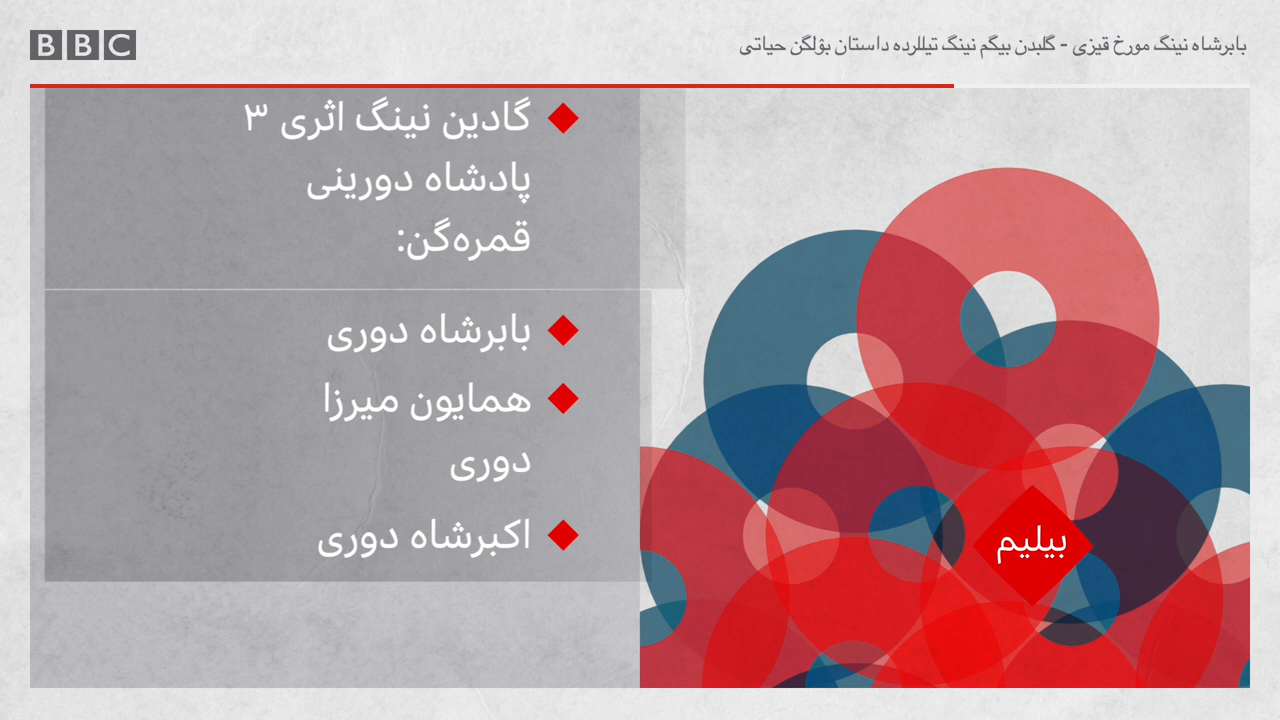 BBC
بابرشاه نینگ مورخ قیزی - گلبدن بیگم نینگ تیللرده داستان بۉلگن حیاتی
گادین نینگ اثری ۳
پادشاه دورینی
قمره‌گن:
بابرشاه دوری
همایون میرزا
دوری
اکبرشاه دوری
بیلیم